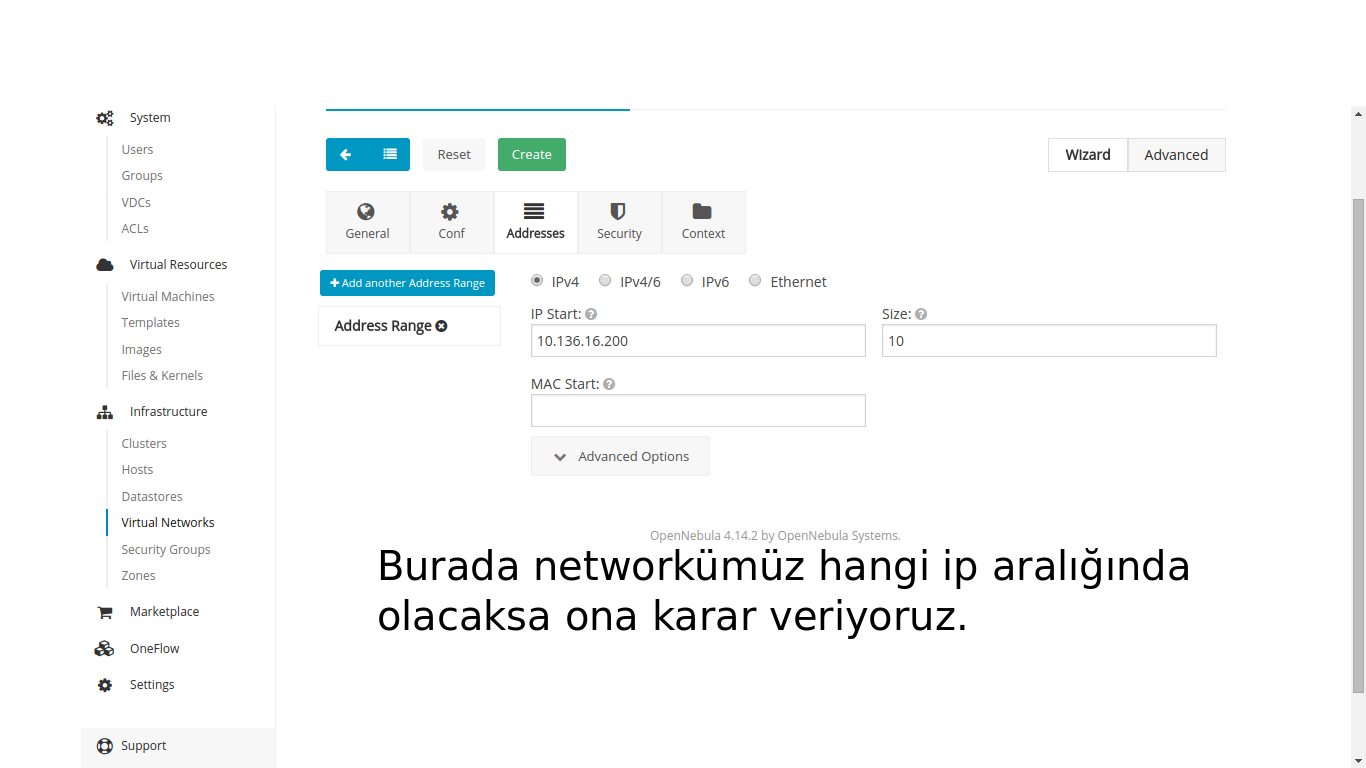 System
Users
Groups
VDCs
ACLs
Virtual Resources
Virtual Machines
Templates
Images
Files & Kernels
Infrastructure
Clusters
Hosts
Datastores
Virtual Networks
Security Groups
Zones
Marketplace
OneFlow
Settings
Support
Reset
Create
Wizard
Advanced
General
Conf
Addresses
Security
Context
Add another Address Range
Address Range
IPv4
IPv4/6
IPv6
Ethernet
IP Start:
Size:
10.136.16.200
10
MAC Start:
Advanced Options
OpenNebula 4.14.2 by OpenNebula Systems.
Burada networkümüz hangi ip aralığında
olacaksa ona karar veriyoruz.